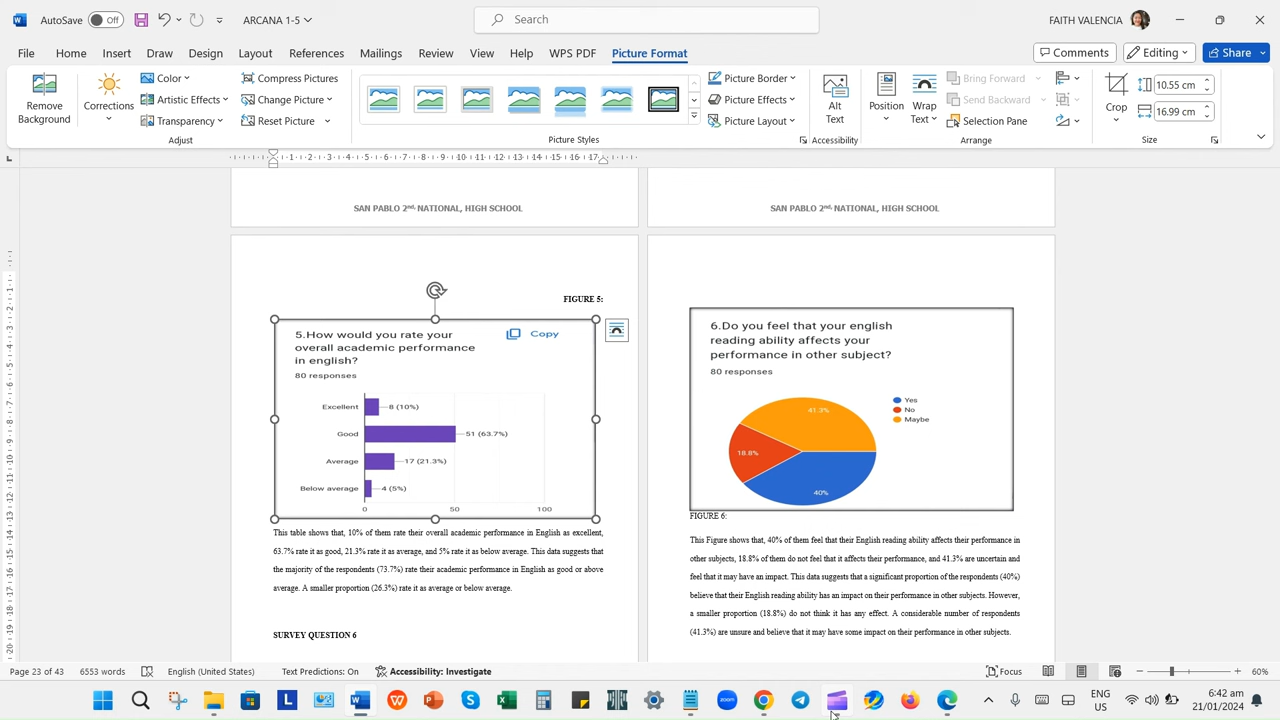 AutoSave Off ARCANA 1-5 Search FAITH VALENCIA
File Home Insert Draw Design Layout References Mailings Review View Help WPS PDF Picture Format Comments Editing Share
Remove Background
Corrections
Color
Artistic Effects
Transparency
Compress Pictures
Change Picture
Reset Picture
Adjust
Picture Styles
Picture Border
Picture Effects
Picture Layout
Alt Text
Accessibility
Position
Wrap Text
Bring Forward
Send Backward
Selection Pane
Arrange
Crop
10.55 cm
16.99 cm
Size
1 2 3 4 5 6 7 8 9 10 11 12 13 14 15 16 17
SAN PABLO 2nd. NATIONAL, HIGH SCHOOL
SAN PABLO 2nd. NATIONAL, HIGH SCHOOL
FIGURE 5:
5.How would you rate your
overall academic performance
in english?
Copy
80 responses
Excellent 8 (10%)
Good 51 (63.7%)
Average 17 (21.3%)
Below average 4 (5%)
0 50 100
This table shows that, 10% of them rate their overall academic performance in English as excellent,
63.7% rate it as good, 21.3% rate it as average, and 5% rate it as below average. This data suggests that
the majority of the respondents (73.7%) rate their academic performance in English as good or above
average. A smaller proportion (26.3%) rate it as average or below average.
SURVEY QUESTION 6
6.Do you feel that your english
reading ability affects your
performance in other subject?
80 responses
41.3%
18.8%
40%
Yes
No
Maybe
FIGURE 6:
This Figure shows that, 40% of them feel that their English reading ability affects their performance in
other subjects, 18.8% of them do not feel that it affects their performance, and 41.3% are uncertain and
feel that it may have an impact. This data suggests that a significant proportion of the respondents (40%)
believe that their English reading ability has an impact on their performance in other subjects. However,
a smaller proportion (18.8%) do not think it has any effect. A considerable number of respondents
(41.3%) are unsure and believe that it may have some impact on their performance in other subjects.
Page 23 of 43 6553 words English (United States) Text Predictions: On Accessibility: Investigate Focus 60%
ENG
US
6:42 am
21/01/2024